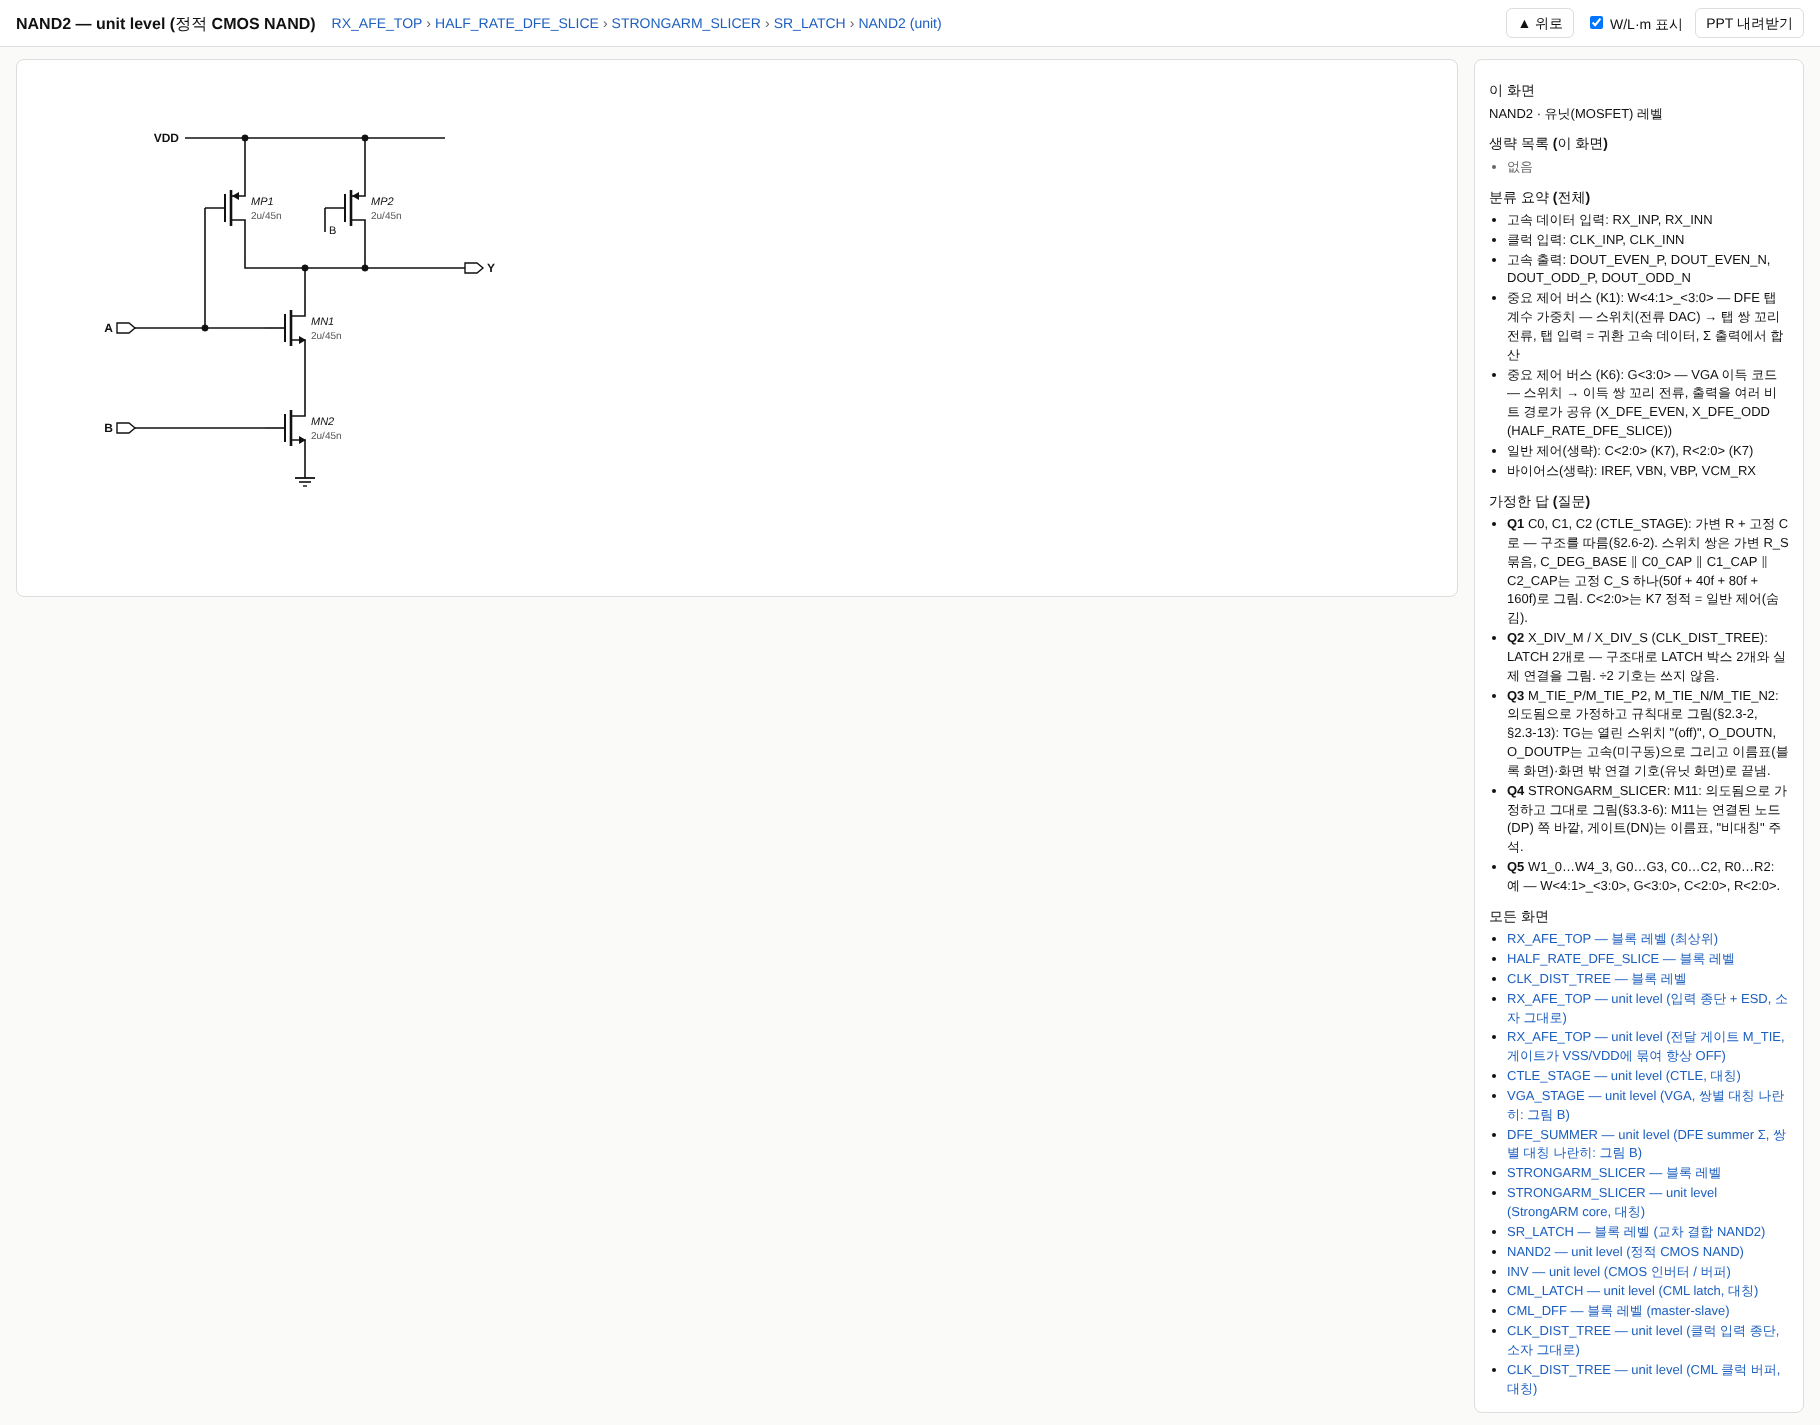 NAND2 — unit level (정적 CMOS NAND)
RX_AFE_TOP › HALF_RATE_DFE_SLICE › STRONGARM_SLICER › SR_LATCH › NAND2 (unit)
▲ 위로
W/L·m 표시
PPT 내려받기
VDD
MP1
2u/45n
MP2
2u/45n
B
Y
A
MN1
2u/45n
B
MN2
2u/45n
이 화면
NAND2 · 유닛(MOSFET) 레벨
생략 목록 (이 화면)
• 없음
분류 요약 (전체)
• 고속 데이터 입력: RX_INP, RX_INN
• 클럭 입력: CLK_INP, CLK_INN
• 고속 출력: DOUT_EVEN_P, DOUT_EVEN_N,
DOUT_ODD_P, DOUT_ODD_N
• 중요 제어 버스 (K1): W<4:1>_<3:0> — DFE 탭
계수 가중치 — 스위치(전류 DAC) → 탭 쌍 꼬리
전류, 탭 입력 = 귀환 고속 데이터, Σ 출력에서 합
산
• 중요 제어 버스 (K6): G<3:0> — VGA 이득 코드
— 스위치 → 이득 쌍 꼬리 전류, 출력을 여러 비
트 경로가 공유 (X_DFE_EVEN, X_DFE_ODD
(HALF_RATE_DFE_SLICE))
• 일반 제어(생략): C<2:0> (K7), R<2:0> (K7)
• 바이어스(생략): IREF, VBN, VBP, VCM_RX
가정한 답 (질문)
• Q1 C0, C1, C2 (CTLE_STAGE): 가변 R + 고정 C
로 — 구조를 따름(§2.6-2). 스위치 쌍은 가변 R_S
묶음, C_DEG_BASE ∥ C0_CAP ∥ C1_CAP ∥
C2_CAP는 고정 C_S 하나(50f + 40f + 80f +
160f)로 그림. C<2:0>는 K7 정적 = 일반 제어(숨
김).
• Q2 X_DIV_M / X_DIV_S (CLK_DIST_TREE):
LATCH 2개로 — 구조대로 LATCH 박스 2개와 실
제 연결을 그림. ÷2 기호는 쓰지 않음.
• Q3 M_TIE_P/M_TIE_P2, M_TIE_N/M_TIE_N2:
의도됨으로 가정하고 규칙대로 그림(§2.3-2,
§2.3-13): TG는 열린 스위치 "(off)", O_DOUTN,
O_DOUTP는 고속(미구동)으로 그리고 이름표(블
록 화면)·화면 밖 연결 기호(유닛 화면)로 끝냄.
• Q4 STRONGARM_SLICER: M11: 의도됨으로 가
정하고 그대로 그림(§3.3-6): M11는 연결된 노드
(DP) 쪽 바깥, 게이트(DN)는 이름표, "비대칭" 주
석.
• Q5 W1_0…W4_3, G0…G3, C0…C2, R0…R2:
예 — W<4:1>_<3:0>, G<3:0>, C<2:0>, R<2:0>.
모든 화면
• RX_AFE_TOP — 블록 레벨 (최상위)
• HALF_RATE_DFE_SLICE — 블록 레벨
• CLK_DIST_TREE — 블록 레벨
• RX_AFE_TOP — unit level (입력 종단 + ESD, 소
자 그대로)
• RX_AFE_TOP — unit level (전달 게이트 M_TIE,
게이트가 VSS/VDD에 묶여 항상 OFF)
• CTLE_STAGE — unit level (CTLE, 대칭)
• VGA_STAGE — unit level (VGA, 쌍별 대칭 나란
히: 그림 B)
• DFE_SUMMER — unit level (DFE summer Σ, 쌍
별 대칭 나란히: 그림 B)
• STRONGARM_SLICER — 블록 레벨
• STRONGARM_SLICER — unit level
(StrongARM core, 대칭)
• SR_LATCH — 블록 레벨 (교차 결합 NAND2)
• NAND2 — unit level (정적 CMOS NAND)
• INV — unit level (CMOS 인버터 / 버퍼)
• CML_LATCH — unit level (CML latch, 대칭)
• CML_DFF — 블록 레벨 (master-slave)
• CLK_DIST_TREE — unit level (클럭 입력 종단,
소자 그대로)
• CLK_DIST_TREE — unit level (CML 클럭 버퍼,
대칭)